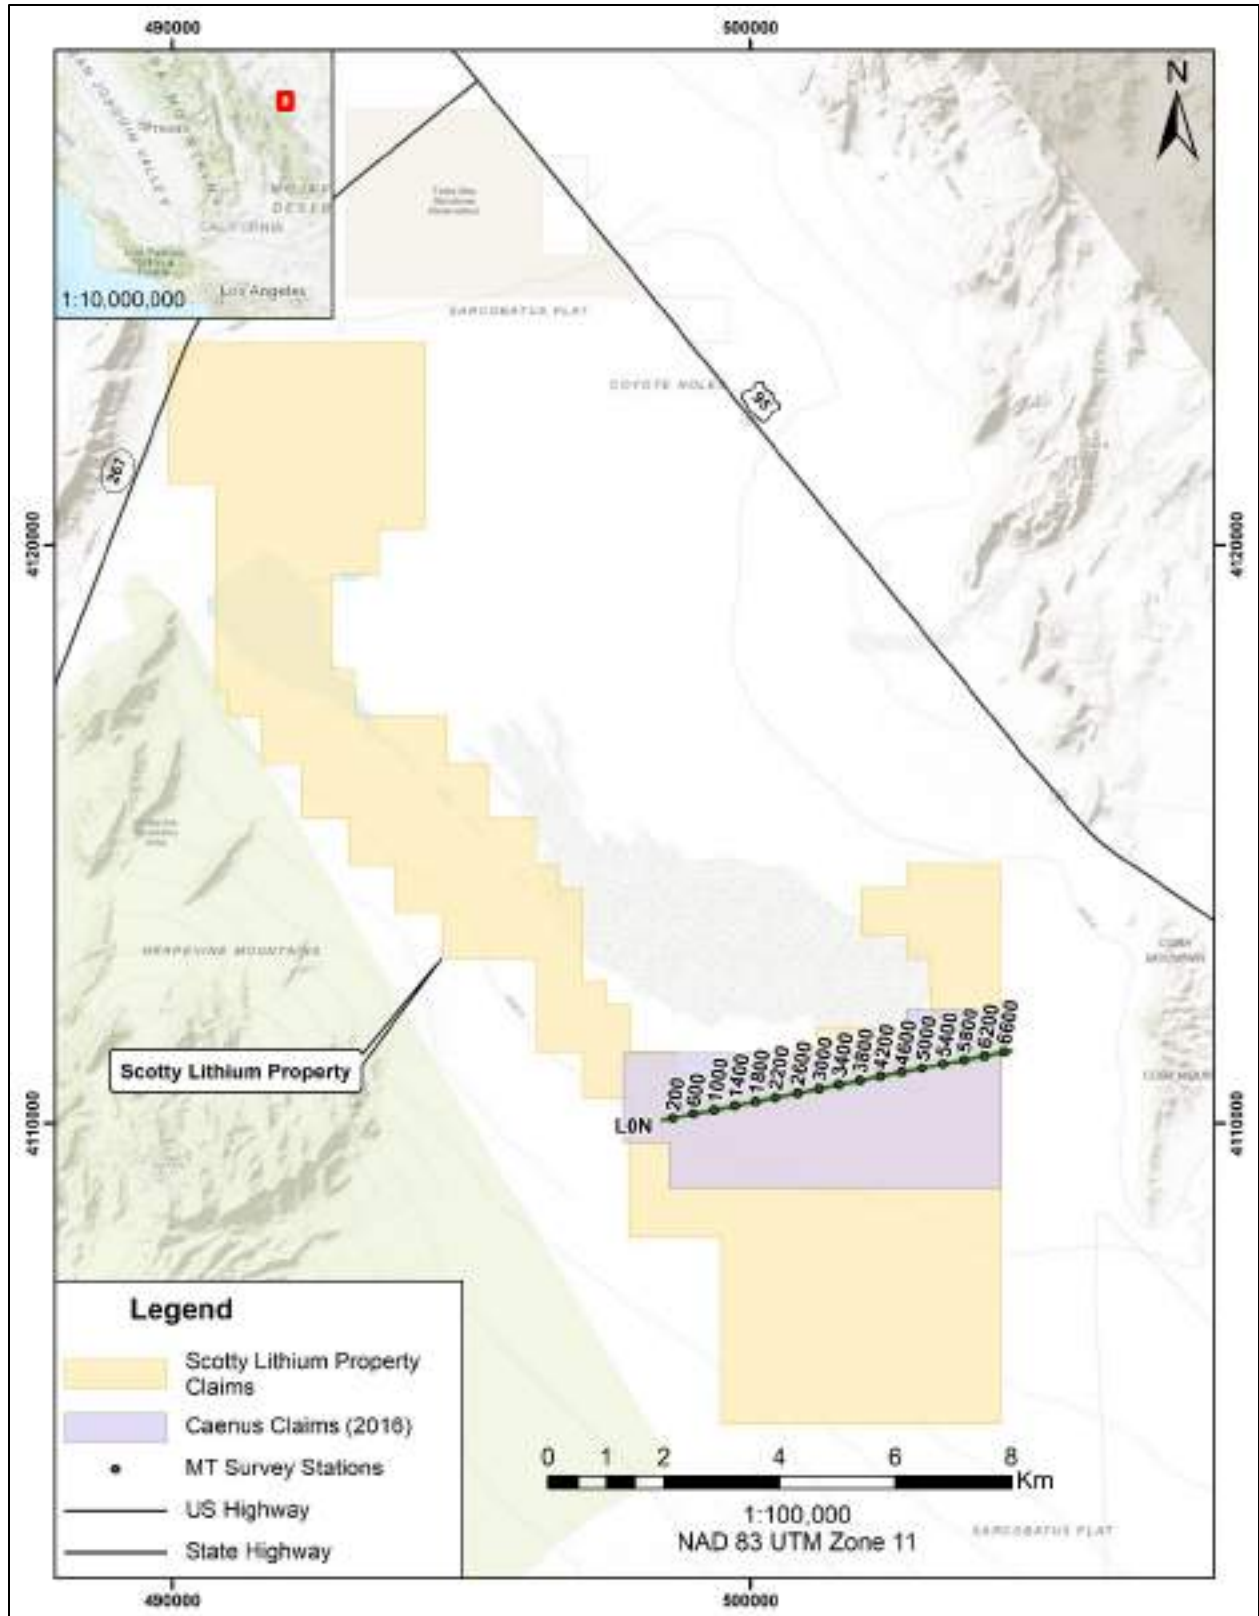 490000
500000
N
SAN JOAQUIN VALLEY
CALIFORNIA
Los Angeles
1:10,000,000
SARCOBATUS FLAT
95
267
4120000
4120000
Scotty Lithium Property
200
600
1000
1400
1800
2200
2600
3000
3400
3800
4200
4600
5000
5400
5800
6200
6600
L0N
4110000
4110000
Legend
Scotty Lithium Property
Claims
Caenus Claims (2016)
MT Survey Stations
US Highway
State Highway
0 1 2 4 6 8
Km
1:100,000
NAD 83 UTM Zone 11
SARCOBATUS FLAT
490000
500000